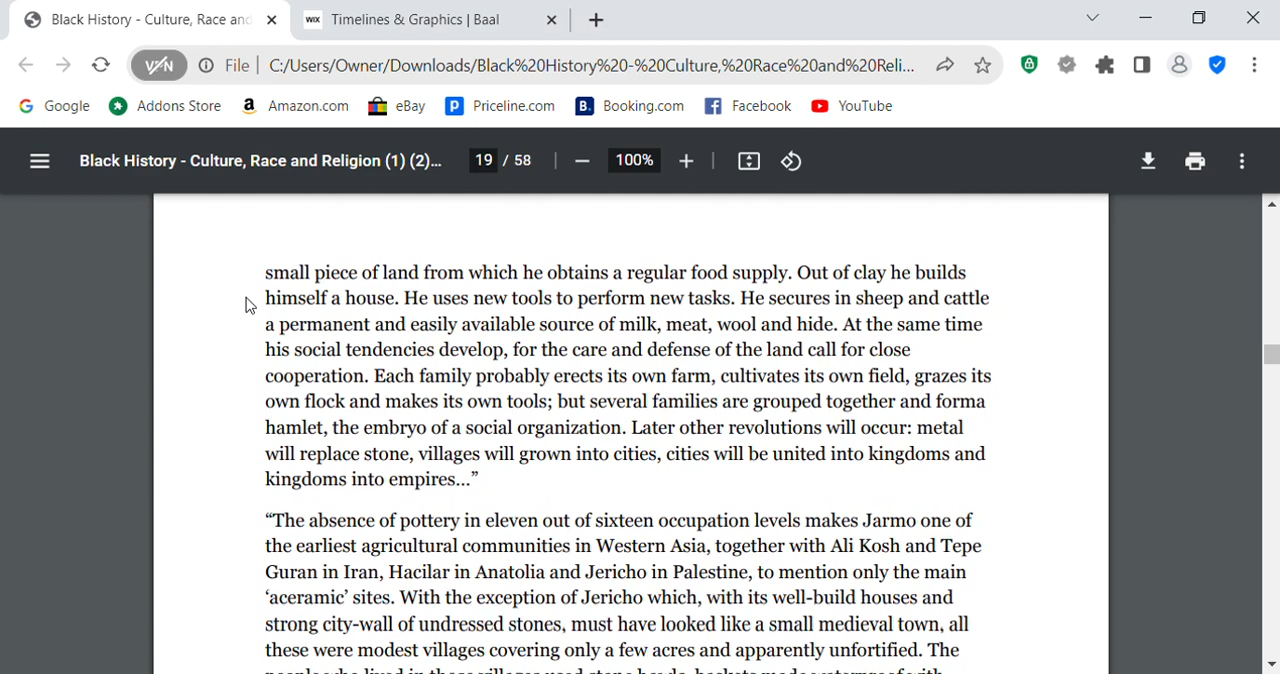 Black History - Culture, Race and
Timelines & Graphics | Baal
VPN
File
C:/Users/Owner/Downloads/Black%20History%20-%20Culture,%20Race%20and%20Reli...
Google
Addons Store
Amazon.com
eBay
Priceline.com
Booking.com
Facebook
YouTube
Black History - Culture, Race and Religion (1) (2)...
19 / 58
100%
small piece of land from which he obtains a regular food supply. Out of clay he builds
himself a house. He uses new tools to perform new tasks. He secures in sheep and cattle
a permanent and easily available source of milk, meat, wool and hide. At the same time
his social tendencies develop, for the care and defense of the land call for close
cooperation. Each family probably erects its own farm, cultivates its own field, grazes its
own flock and makes its own tools; but several families are grouped together and forma
hamlet, the embryo of a social organization. Later other revolutions will occur: metal
will replace stone, villages will grown into cities, cities will be united into kingdoms and
kingdoms into empires...”
“The absence of pottery in eleven out of sixteen occupation levels makes Jarmo one of
the earliest agricultural communities in Western Asia, together with Ali Kosh and Tepe
Guran in Iran, Hacilar in Anatolia and Jericho in Palestine, to mention only the main
‘aceramic’ sites. With the exception of Jericho which, with its well-build houses and
strong city-wall of undressed stones, must have looked like a small medieval town, all
these were modest villages covering only a few acres and apparently unfortified. The